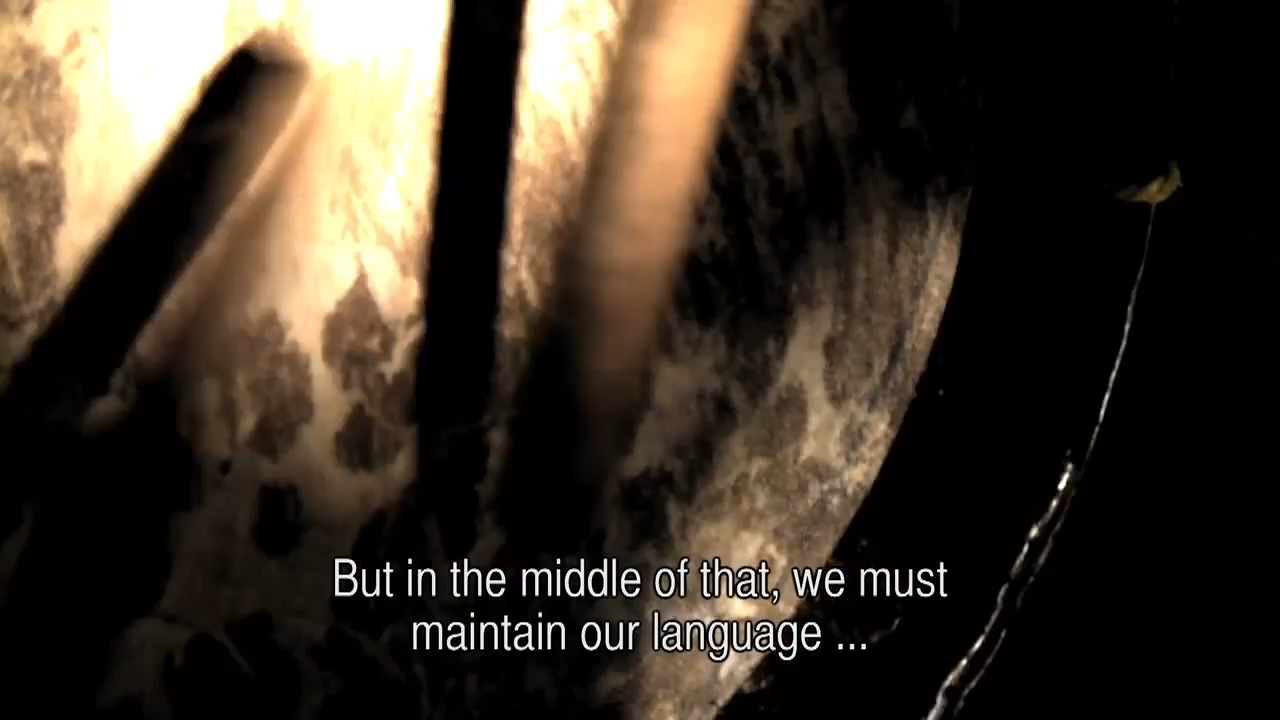 But in the middle of that, we must
maintain our language ...